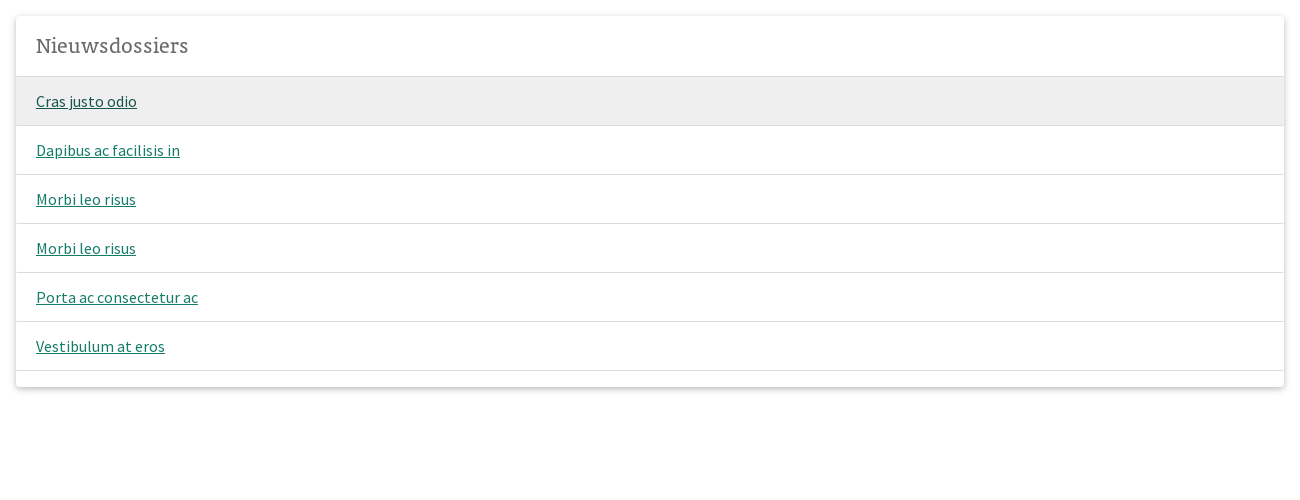 Nieuwsdossiers
Cras justo odio
Dapibus ac facilisis in
Morbi leo risus
Morbi leo risus
Porta ac consectetur ac
Vestibulum at eros